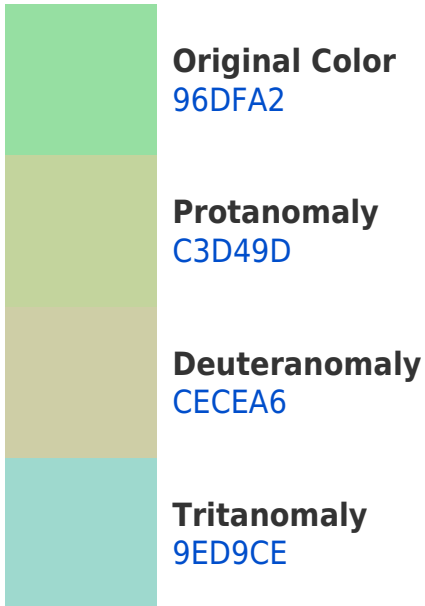 Original Color
96DFA2
Protanomaly
C3D49D
Deuteranomaly
CECEA6
Tritanomaly
9ED9CE